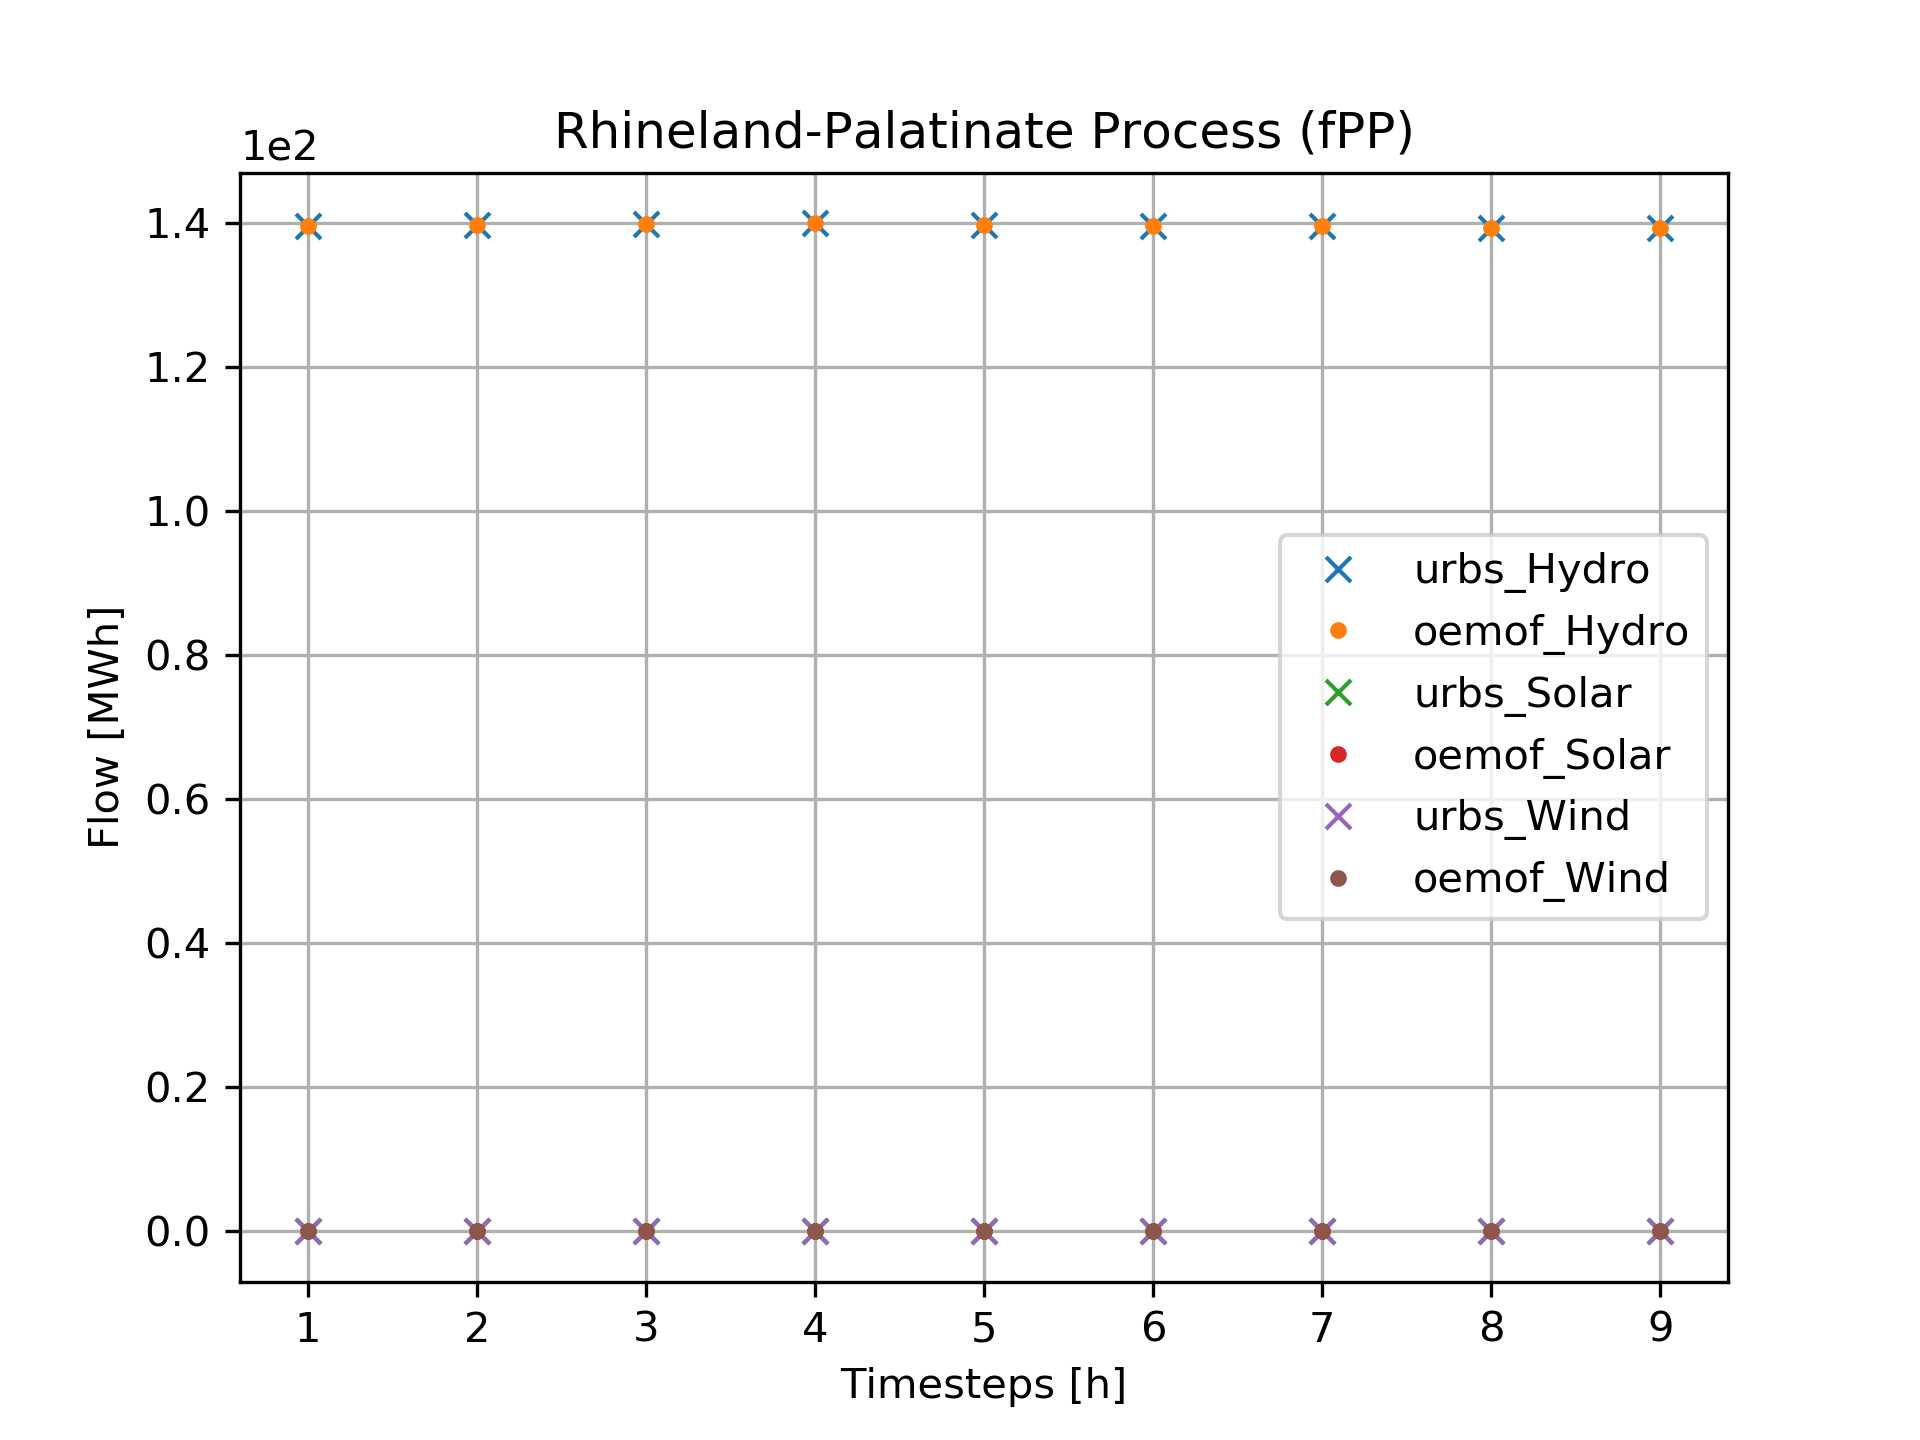 Rhineland-Palatinate Process (fPP)
1e2
1.4
1.2
1.0
0.8
0.6
0.4
0.2
0.0
Flow [MWh]
urbs_Hydro
oemof_Hydro
urbs_Solar
oemof_Solar
urbs_Wind
oemof_Wind
1 2 3 4 5 6 7 8 9
Timesteps [h]